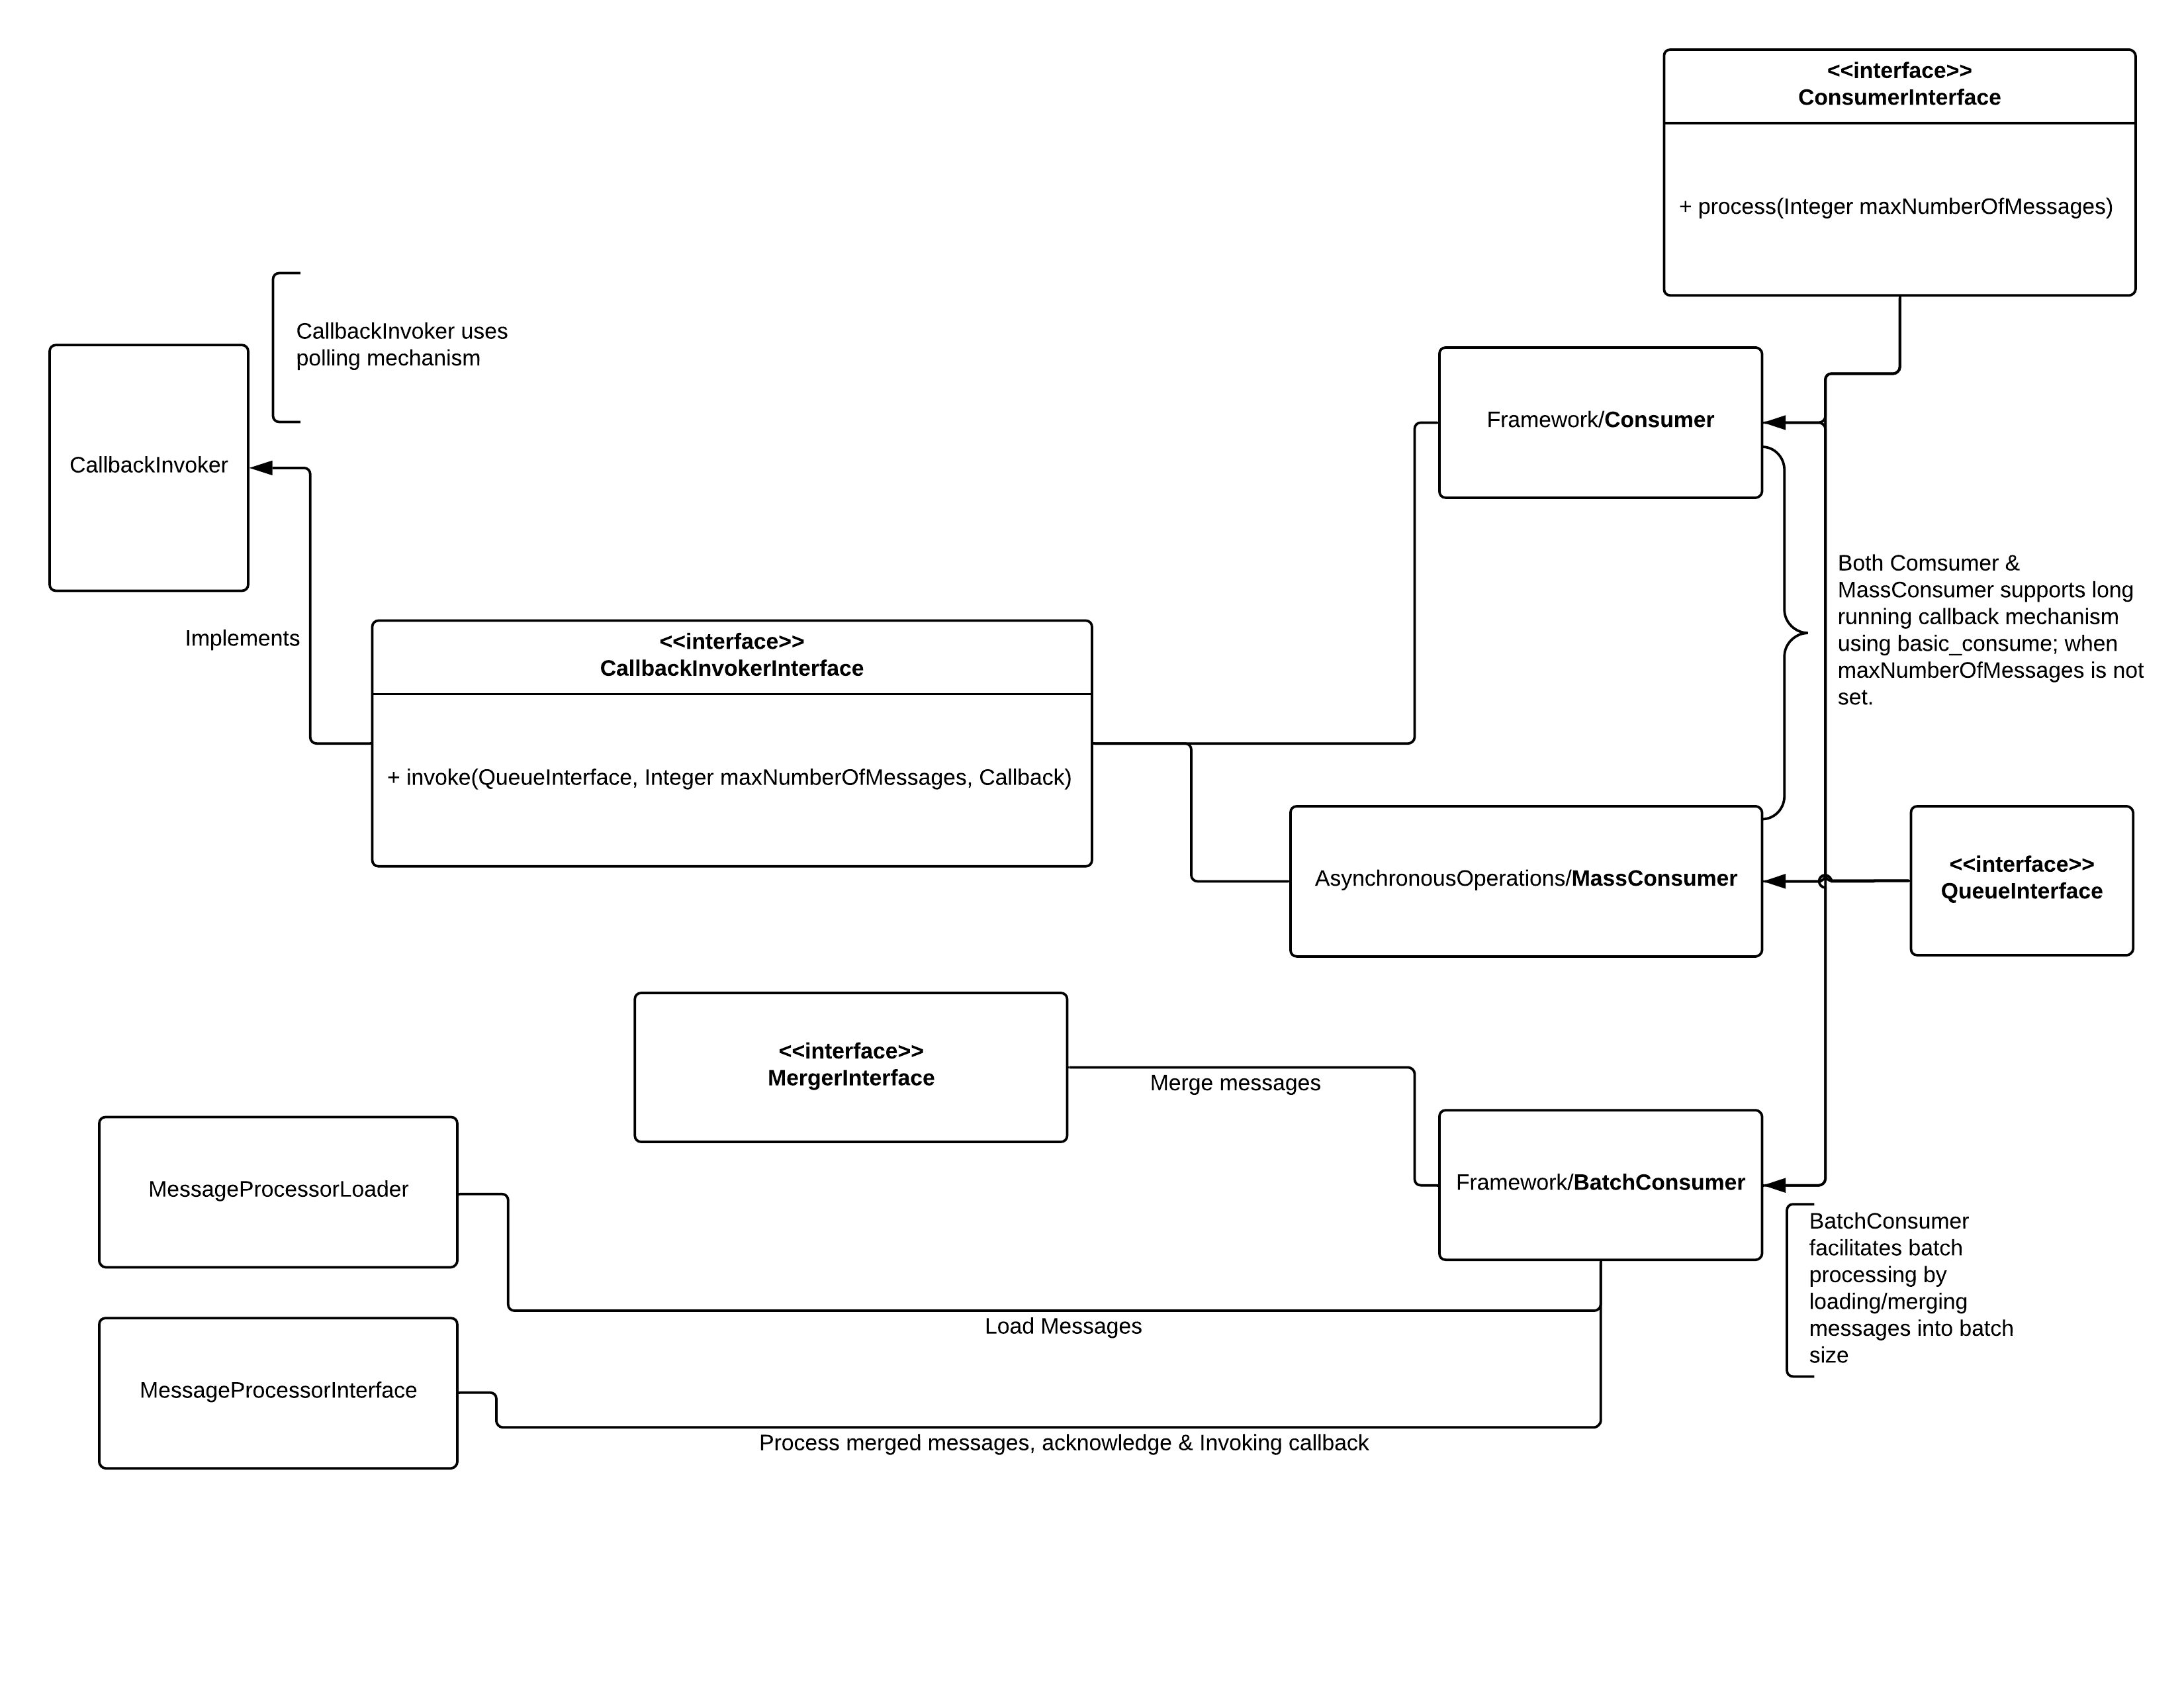 <<interface>>
ConsumerInterface
+ process(Integer maxNumberOfMessages)
CallbackInvoker uses
polling mechanism
CallbackInvoker
Framework/Consumer
Implements
<<interface>>
CallbackInvokerInterface
+ invoke(QueueInterface, Integer maxNumberOfMessages, Callback)
Both Comsumer &
MassConsumer supports long
running callback mechanism
using basic_consume; when
maxNumberOfMessages is not
set.
AsynchronousOperations/MassConsumer
<<interface>>
QueueInterface
<<interface>>
MergerInterface
Merge messages
MessageProcessorLoader
Framework/BatchConsumer
BatchConsumer
facilitates batch
processing by
loading/merging
messages into batch
size
Load Messages
MessageProcessorInterface
Process merged messages, acknowledge & Invoking callback